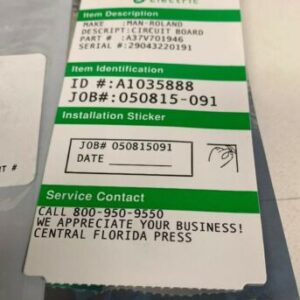 Item Description
MAKE :MAN-ROLAND
DESCRIPT:CIRCUIT BOARD
PART # :A37V701946
SERIAL #:29043220191
Item Identification
ID #:A1035888
JOB#:050815-091
Installation Sticker
JOB# 050815091
DATE
Service Contact
CALL 800-950-9550
WE APPRECIATE YOUR BUSINESS!
CENTRAL FLORIDA PRESS